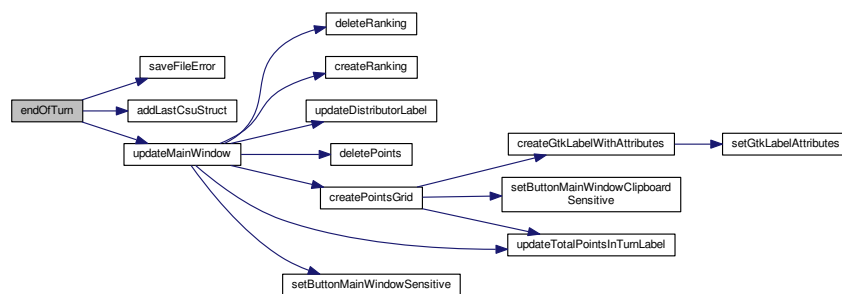 deleteRanking
saveFileError
createRanking
endOfTurn
addLastCsuStruct
updateDistributorLabel
updateMainWindow
deletePoints
createGtkLabelWithAttributes
setGtkLabelAttributes
createPointsGrid
setButtonMainWindowClipboard
Sensitive
updateTotalPointsInTurnLabel
setButtonMainWindowSensitive